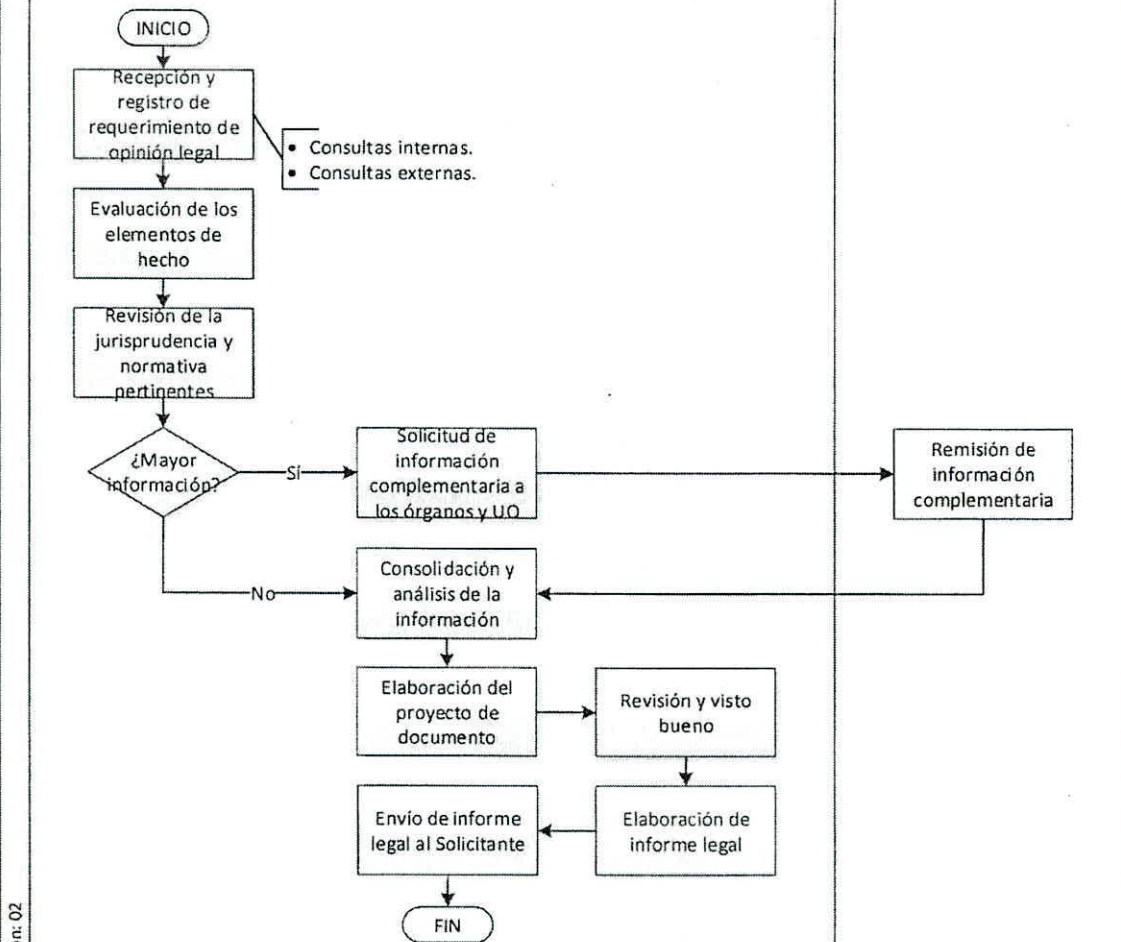 INICIO
Recepción y
registro de
requerimiento de
opinión legal
• Consultas internas.
• Consultas externas.
Evaluación de los
elementos de
hecho
Revisión de la
jurisprudencia y
normativa
pertinentes
¿Mayor
información?
Sí
Solicitud de
información
complementaria a
los órganos y UO
Remisión de
información
complementaria
No
Consolidación y
análisis de la
información
Elaboración del
proyecto de
documento
Revisión y visto
bueno
Envío de informe
legal al Solicitante
Elaboración de
informe legal
FIN
n: 02